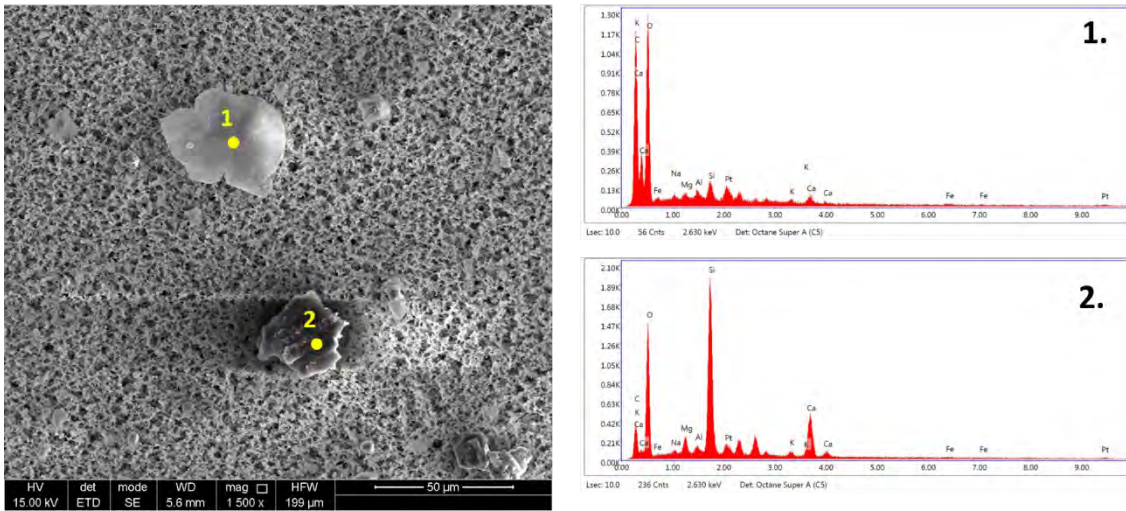 1
2
HV det mode WD mag □ HFW 50 µm
15.00 kV ETD SE 5.6 mm 1 500 x 199 µm
1.
1.30K
1.17K
1.04K
0.91K
0.78K
0.65K
0.52K
0.39K
0.26K
0.13K
0.00K
K
C
O
Ca
Ca
Fe
Na
Mg
Al
Si
Pt
K
K
Ca
Ca
Fe
Fe
Pt
0.00 1.00 2.00 3.00 4.00 5.00 6.00 7.00 8.00 9.00
Lsec: 10.0 56 Cnts 2.630 keV Det: Octane Super A (C5)
2.
2.10K
1.89K
1.68K
1.47K
1.26K
1.05K
0.84K
0.63K
0.42K
0.21K
0.00K
Si
O
C
K
Ca
Ca
Fe
Na
Mg
Al
Pt
K
K
Ca
Ca
Fe
Fe
Pt
0.00 1.00 2.00 3.00 4.00 5.00 6.00 7.00 8.00 9.00
Lsec: 10.0 236 Cnts 2.630 keV Det: Octane Super A (C5)